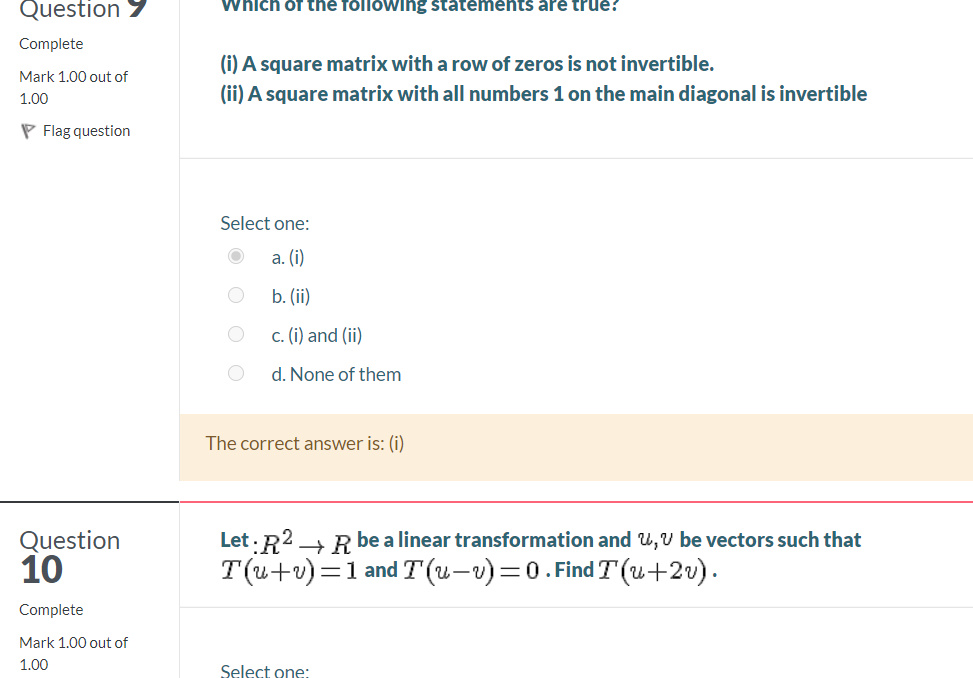 Question 9
Complete
Mark 1.00 out of
1.00
Flag question
Which of the following statements are true?
(i) A square matrix with a row of zeros is not invertible.
(ii) A square matrix with all numbers 1 on the main diagonal is invertible
Select one:
a. (i)
b. (ii)
c. (i) and (ii)
d. None of them
The correct answer is: (i)
Question
10
Complete
Mark 1.00 out of
1.00
Let : R² → R be a linear transformation and u, v be vectors such that
T(u+v)=1 and T(u−v)=0 . Find T(u+2v).
Select one: